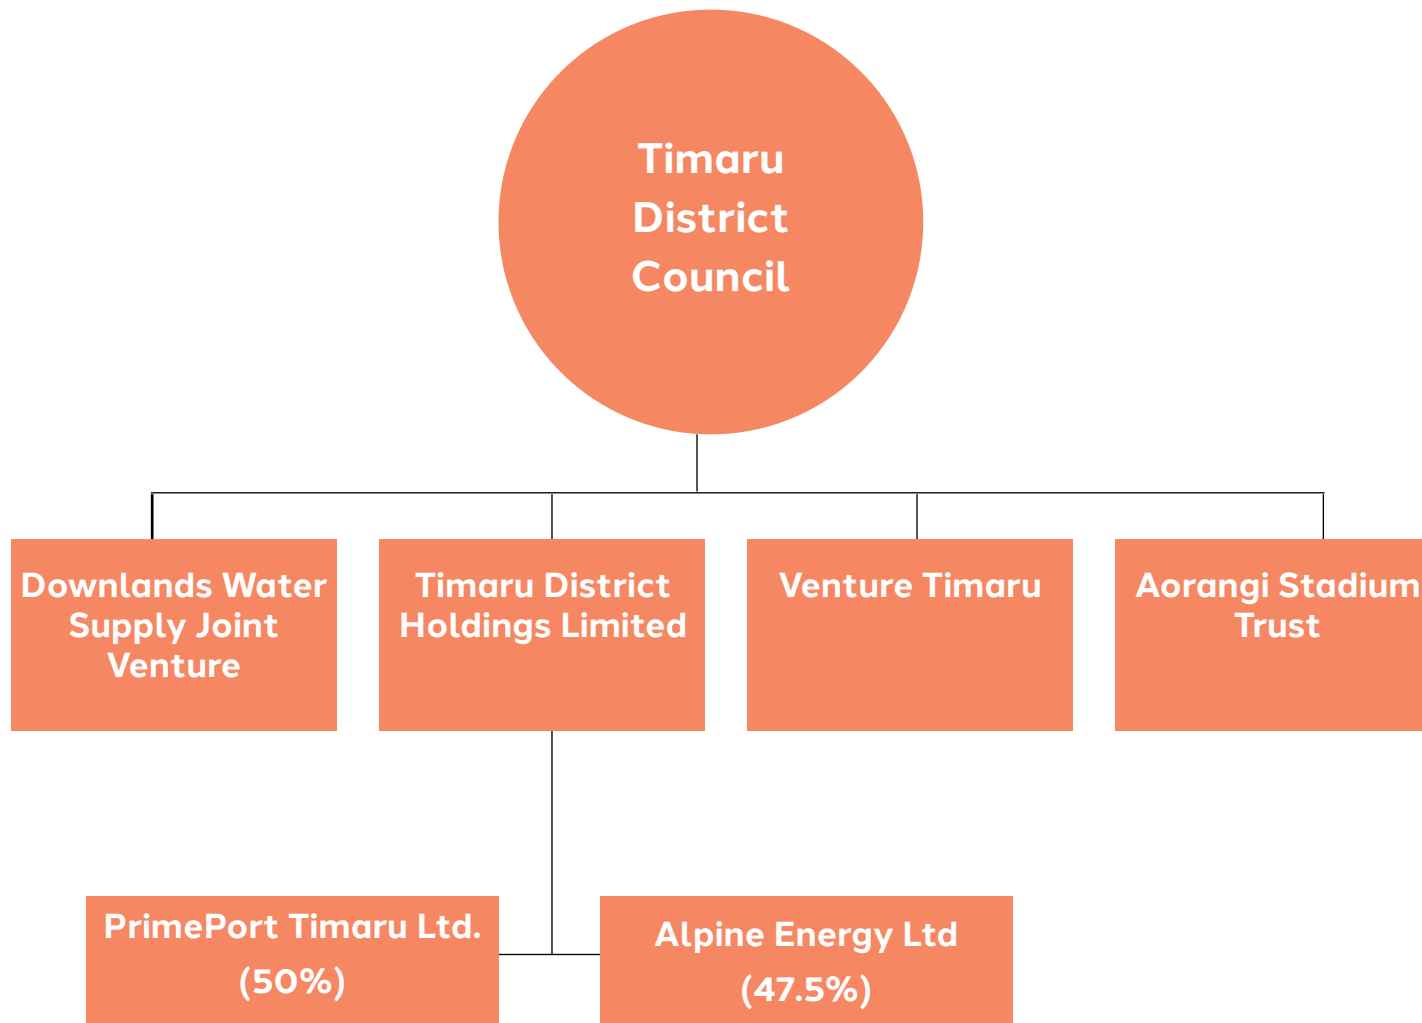 Timaru
District
Council
Downlands Water
Supply Joint
Venture
Timaru District
Holdings Limited
Venture Timaru
Aorangi Stadium
Trust
PrimePort Timaru Ltd.
(50%)
Alpine Energy Ltd
(47.5%)